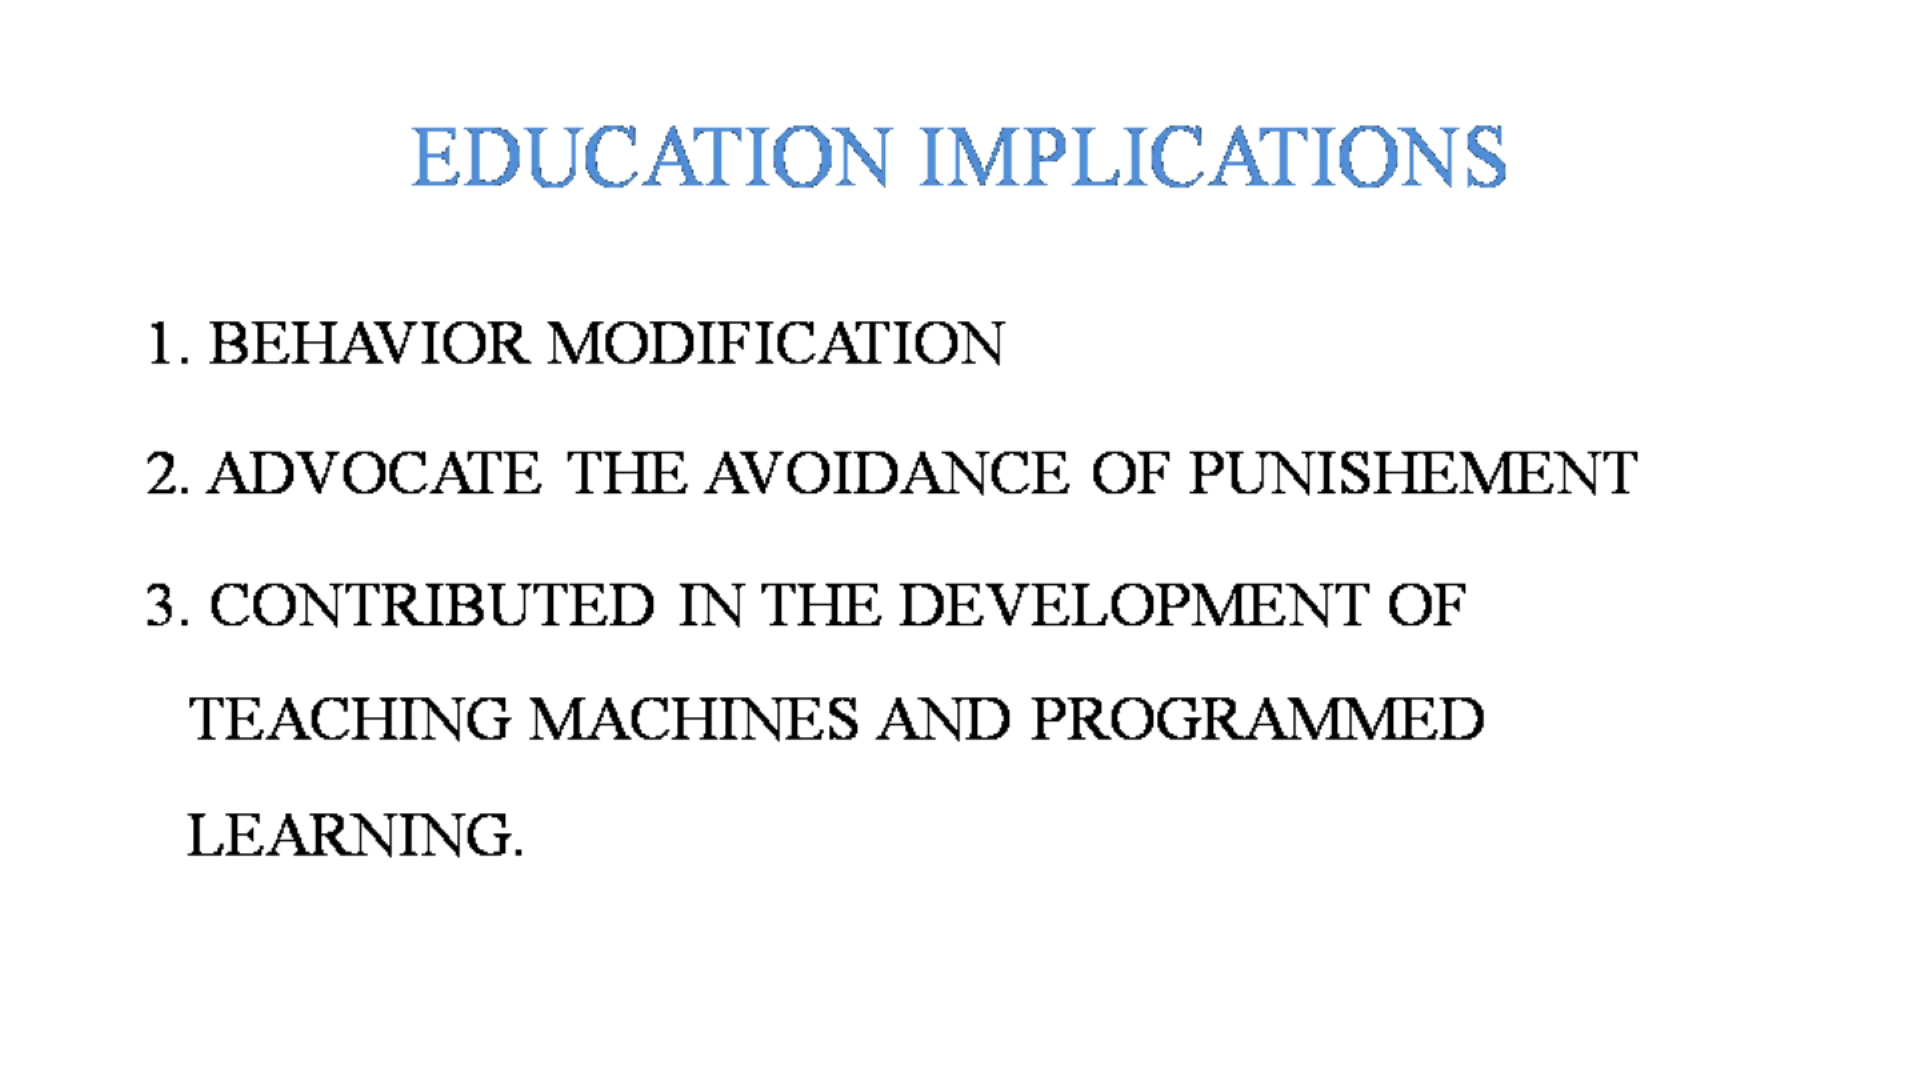 EDUCATION IMPLICATIONS
1. BEHAVIOR MODIFICATION
2. ADVOCATE THE AVOIDANCE OF PUNISHEMENT
3. CONTRIBUTED IN THE DEVELOPMENT OF
TEACHING MACHINES AND PROGRAMMED
LEARNING.